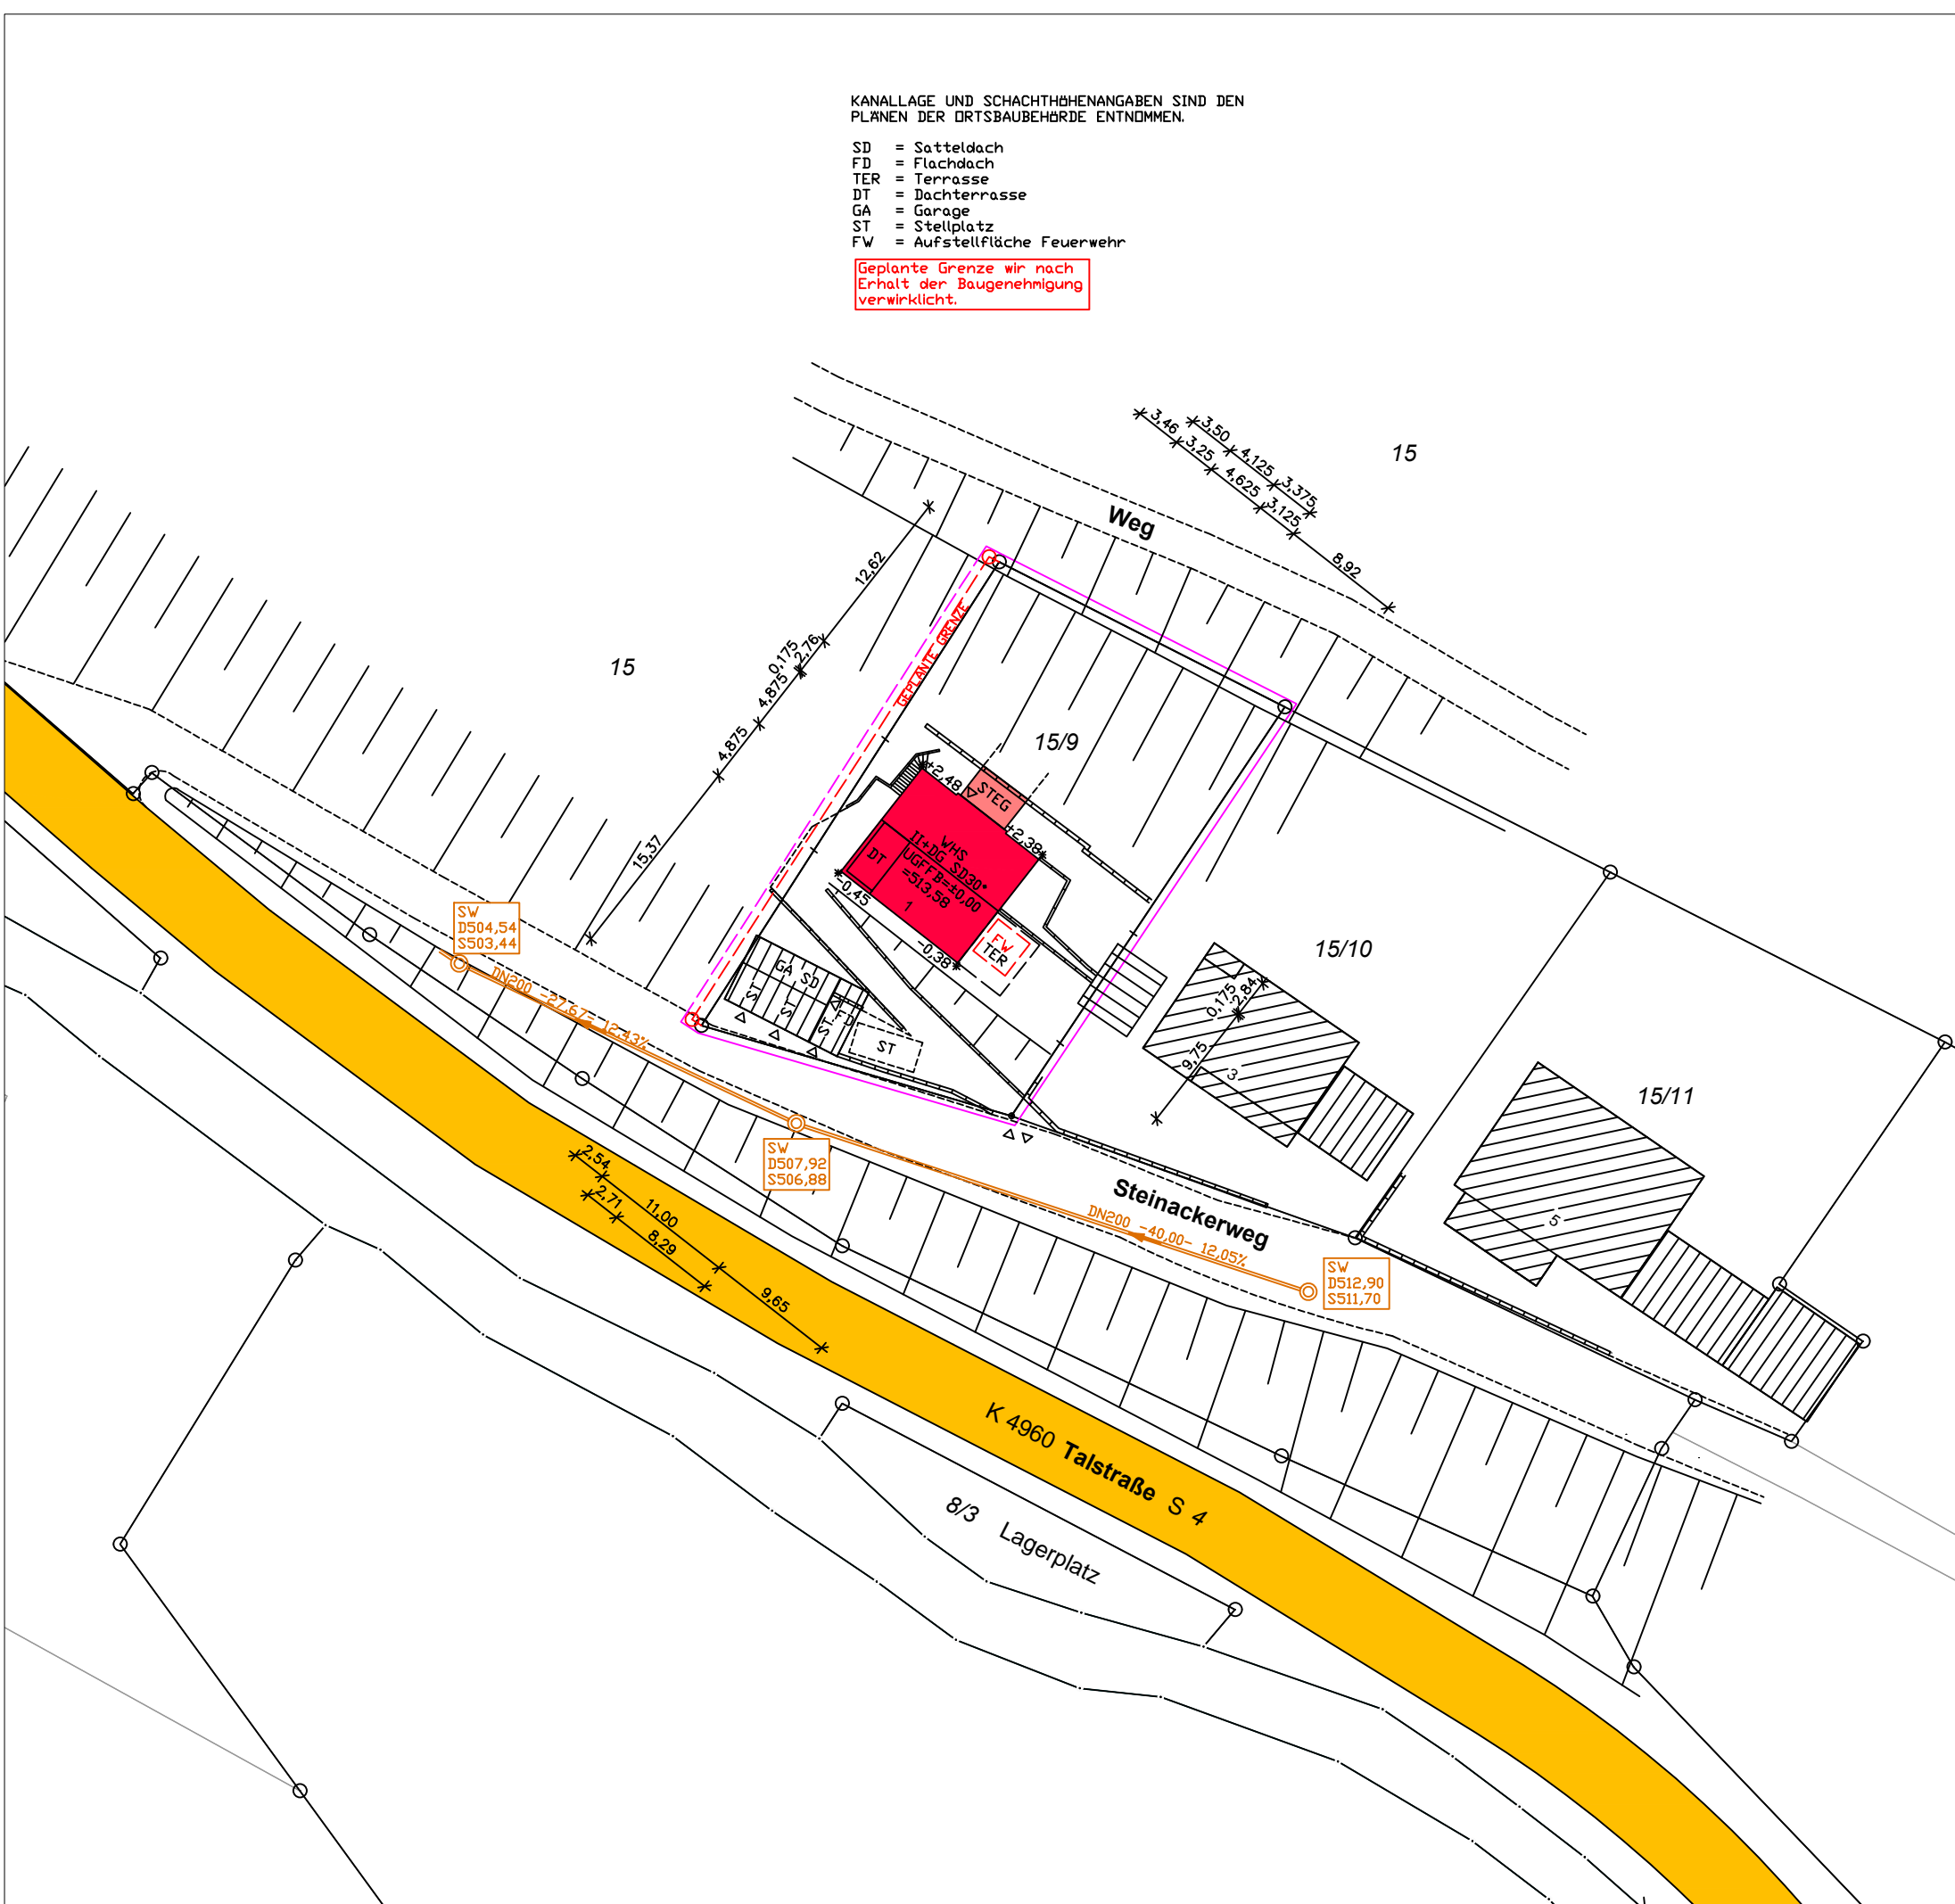 KANALLAGE UND SCHACHTHÖHENANGABEN SIND DEN
PLÄNEN DER ORTSBAUBEHÖRDE ENTNOMMEN.
SD = Satteldach
FD = Flachdach
TER = Terrasse
DT = Dachterrasse
GA = Garage
ST = Stellplatz
FW = Aufstellfläche Feuerwehr
Geplante Grenze wir nach
Erhalt der Baugenehmigung
verwirklicht.
3,46
3,25
4,625
3,125
8,92
3,50
4,125
3,375
15
Weg
12,62
2,76
0,175
4,875
4,875
15,37
15
GEPLANTE GRENZE
15/9
+2,48
STEG
+2,38
WHS
II+DG SD30°
UGFFB=±0,00
=513,58
1
DT
-0,45
-0,38
FW
TER
GA SD
ST
ST
ST
FD
ST
15/10
0,175
2,84
9,75
3
15/11
5
SW
D504,54
S503,44
DN200 -27,67- 12,43%
SW
D507,92
S506,88
Steinackerweg
DN200 -40,00- 12,05%
SW
D512,90
S511,70
2,54
11,00
9,65
2,71
8,29
K 4960 Talstraße S 4
8/3 Lagerplatz